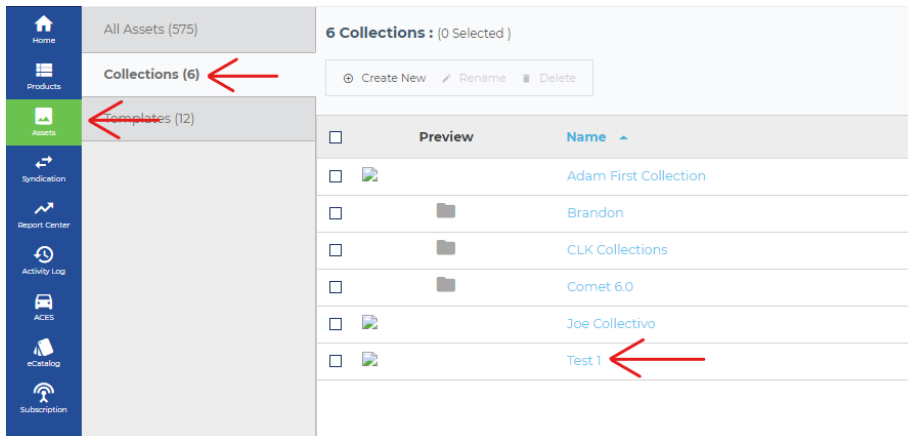 Home
Products
Assets
Syndication
Report Center
Activity Log
ACES
eCatalog
Subscription
All Assets (575)
Collections (6)
Templates (12)
6 Collections : (0 Selected )
Create New Rename Delete
Preview Name
Adam First Collection
Brandon
CLK Collections
Comet 6.0
Joe Collectivo
Test 1